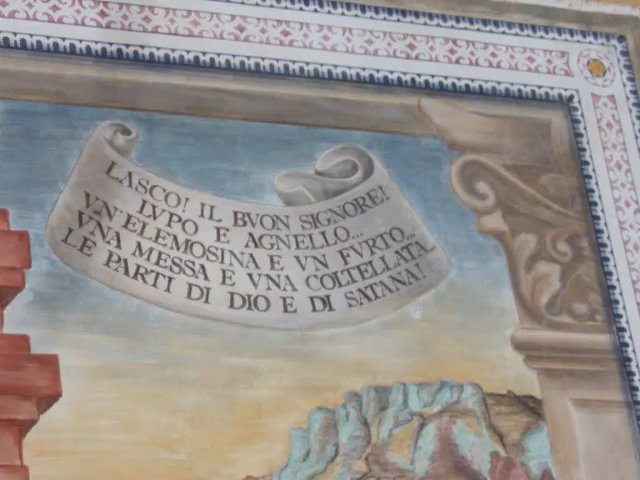 LASCO! IL BVON SIGNORE!
LVPO E AGNELLO...
VN'ELEMOSINA E VN FVRTO...
VNA MESSA E VNA COLTELLATA...
LE PARTI DI DIO E DI SATANA!